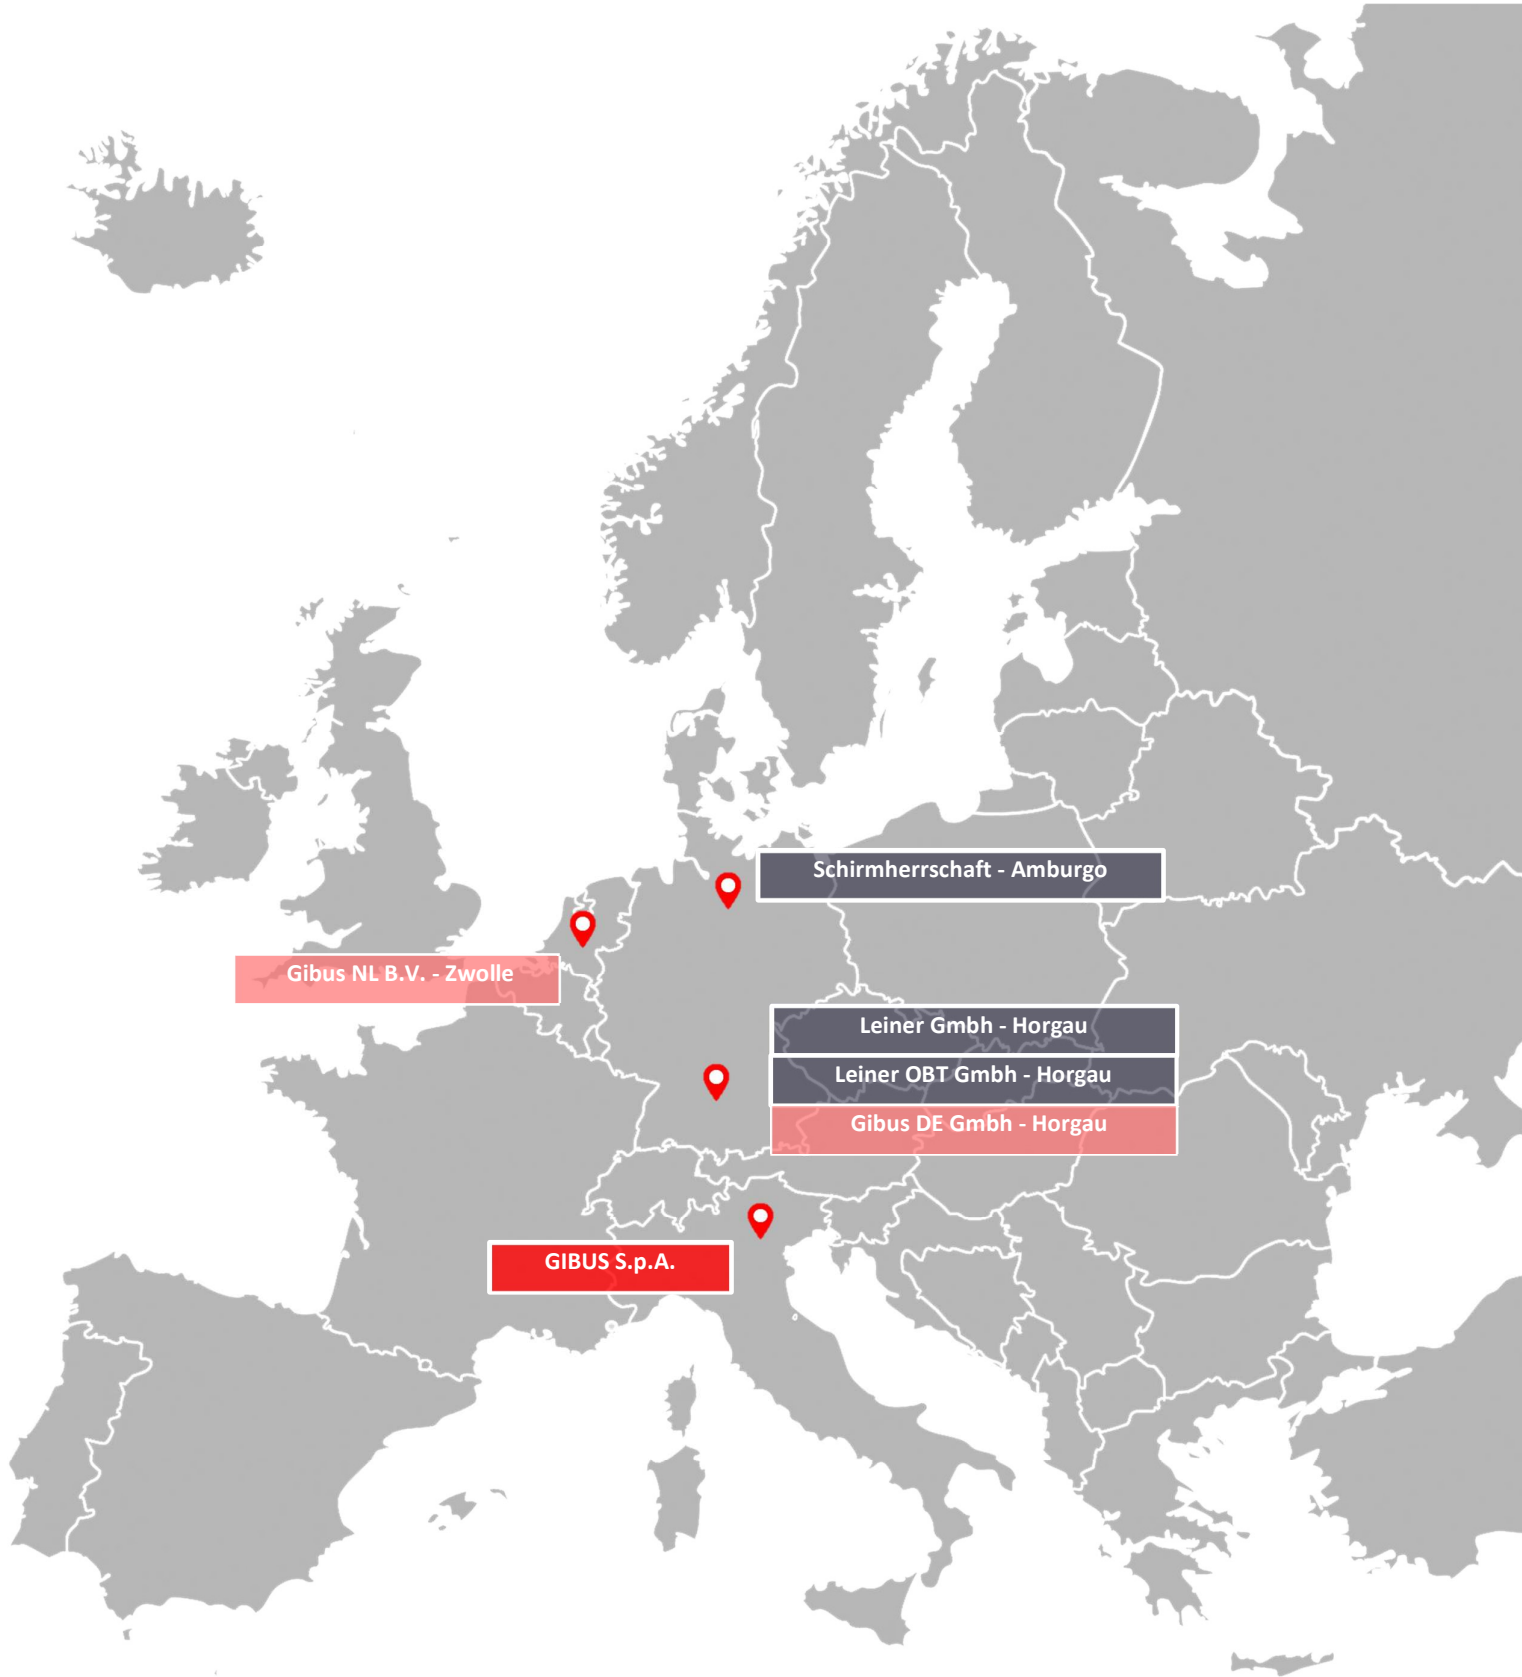 Schirmherrschaft - Amburgo
Gibus NL B.V. - Zwolle
Leiner Gmbh - Horgau
Leiner OBT Gmbh - Horgau
Gibus DE Gmbh - Horgau
GIBUS S.p.A.